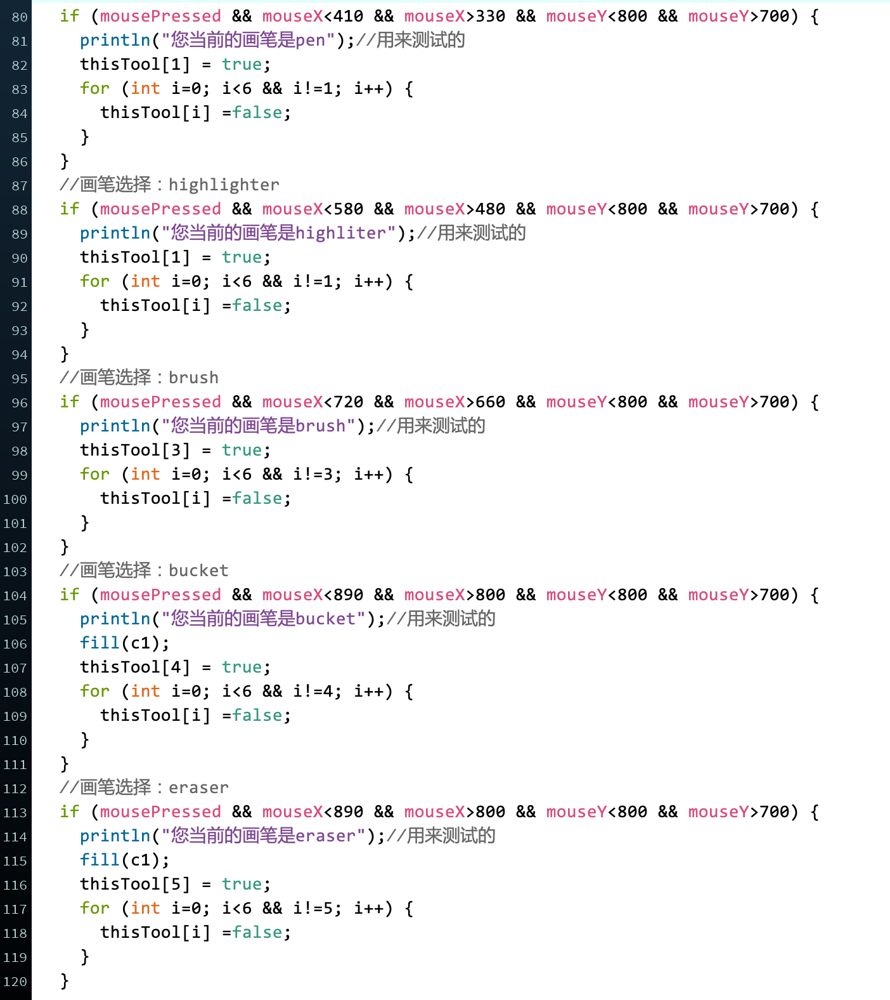 80 if (mousePressed && mouseX<410 && mouseX>330 && mouseY<800 && mouseY>700) {
81 println("您当前的画笔是pen");//用来测试的
82 thisTool[1] = true;
83 for (int i=0; i<6 && i!=1; i++) {
84 thisTool[i] =false;
85 }
86 }
87 //画笔选择：highlighter
88 if (mousePressed && mouseX<580 && mouseX>480 && mouseY<800 && mouseY>700) {
89 println("您当前的画笔是highliter");//用来测试的
90 thisTool[1] = true;
91 for (int i=0; i<6 && i!=1; i++) {
92 thisTool[i] =false;
93 }
94 }
95 //画笔选择：brush
96 if (mousePressed && mouseX<720 && mouseX>660 && mouseY<800 && mouseY>700) {
97 println("您当前的画笔是brush");//用来测试的
98 thisTool[3] = true;
99 for (int i=0; i<6 && i!=3; i++) {
100 thisTool[i] =false;
101 }
102 }
103 //画笔选择：bucket
104 if (mousePressed && mouseX<890 && mouseX>800 && mouseY<800 && mouseY>700) {
105 println("您当前的画笔是bucket");//用来测试的
106 fill(c1);
107 thisTool[4] = true;
108 for (int i=0; i<6 && i!=4; i++) {
109 thisTool[i] =false;
110 }
111 }
112 //画笔选择：eraser
113 if (mousePressed && mouseX<890 && mouseX>800 && mouseY<800 && mouseY>700) {
114 println("您当前的画笔是eraser");//用来测试的
115 fill(c1);
116 thisTool[5] = true;
117 for (int i=0; i<6 && i!=5; i++) {
118 thisTool[i] =false;
119 }
120 }